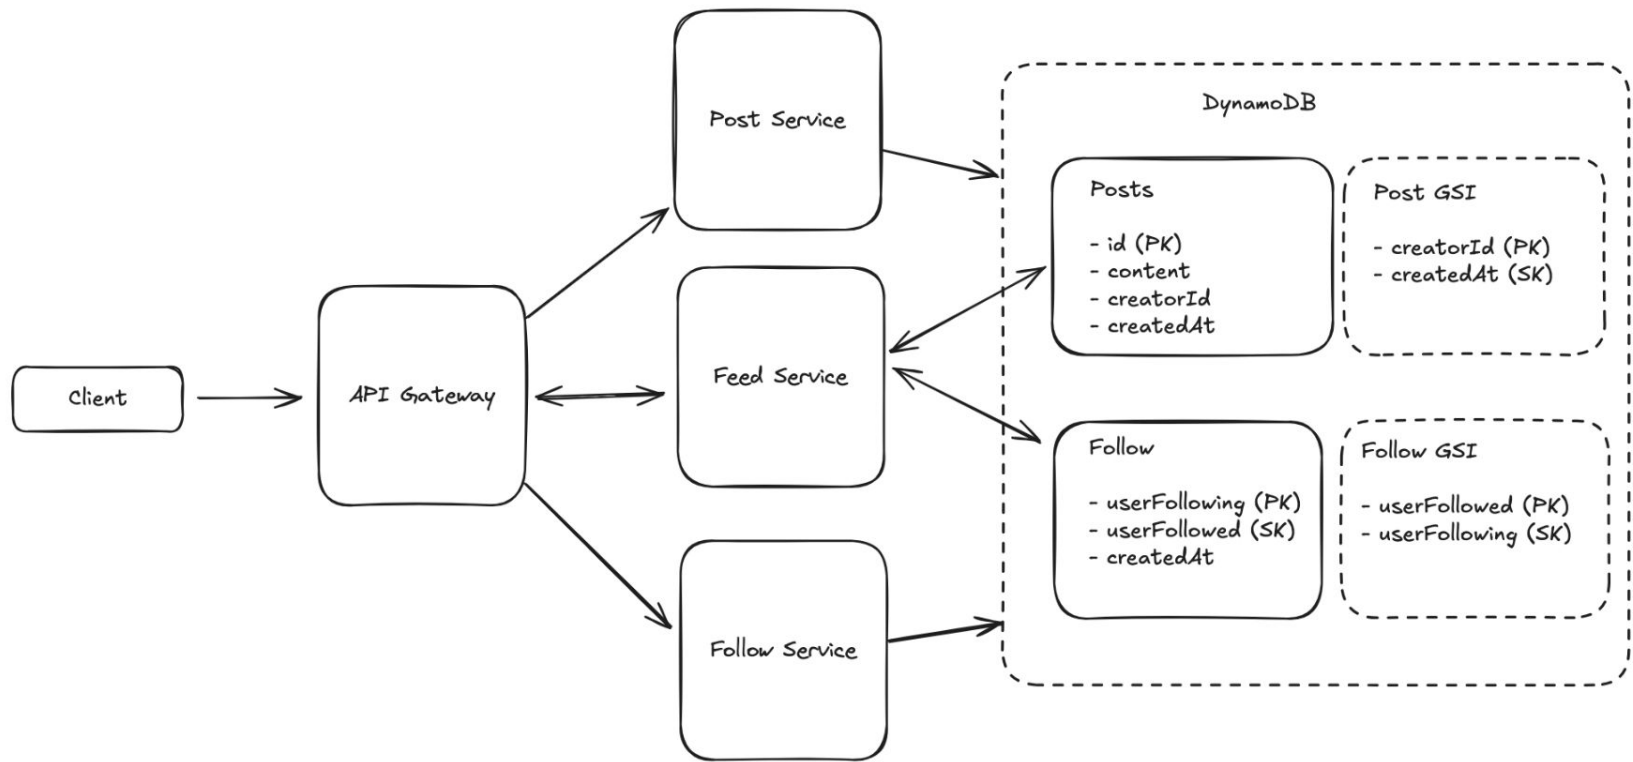 Client
API Gateway
Post Service
Feed Service
Follow Service
DynamoDB
Posts
- id (PK)
- content
- creatorId
- createdAt
Post GSI
- creatorId (PK)
- createdAt (SK)
Follow
- userFollowing (PK)
- userFollowed (SK)
- createdAt
Follow GSI
- userFollowed (PK)
- userFollowing (SK)